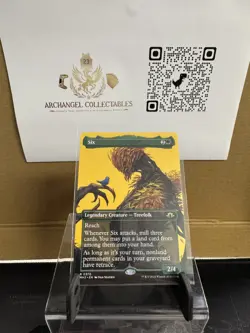 ARCHANGEL COLLECTABLES
Six
Legendary Creature — Treefolk
Reach
Whenever Six attacks, mill three
cards. You may put a land card from
among them into your hand.
As long as it's your turn, nonland
permanent cards in your graveyard
have retrace.
2/4